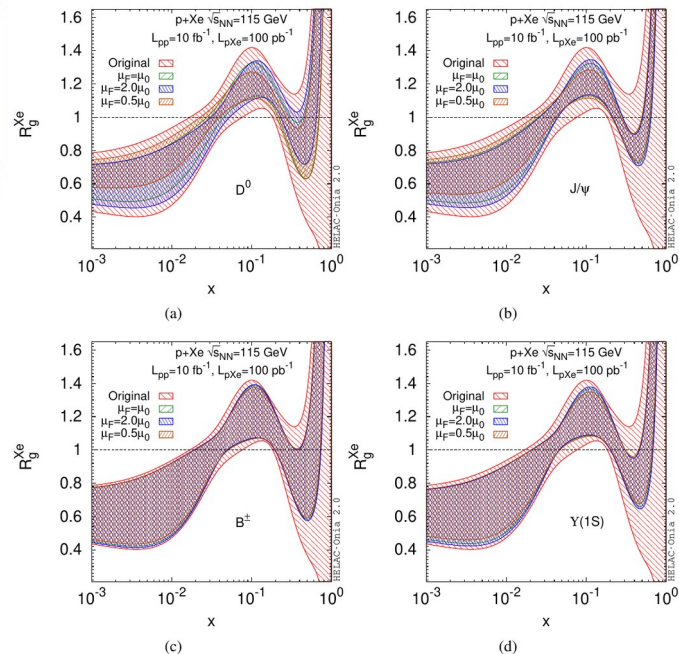 p+Xe √sNN=115 GeV
Lpp=10 fb-1, LpXe=100 pb-1
Original
μF=μ0
μF=2.0μ0
μF=0.5μ0
RgXe
1.6
1.4
1.2
1
0.8
0.6
0.4
D0
HELAC-Onia 2.0
10-3 10-2 10-1 100
x
(a)
p+Xe √sNN=115 GeV
Lpp=10 fb-1, LpXe=100 pb-1
Original
μF=μ0
μF=2.0μ0
μF=0.5μ0
RgXe
1.6
1.4
1.2
1
0.8
0.6
0.4
J/ψ
HELAC-Onia 2.0
10-3 10-2 10-1 100
x
(b)
p+Xe √sNN=115 GeV
Lpp=10 fb-1, LpXe=100 pb-1
Original
μF=μ0
μF=2.0μ0
μF=0.5μ0
RgXe
1.6
1.4
1.2
1
0.8
0.6
0.4
B±
HELAC-Onia 2.0
10-3 10-2 10-1 100
x
(c)
p+Xe √sNN=115 GeV
Lpp=10 fb-1, LpXe=100 pb-1
Original
μF=μ0
μF=2.0μ0
μF=0.5μ0
RgXe
1.6
1.4
1.2
1
0.8
0.6
0.4
Υ(1S)
HELAC-Onia 2.0
10-3 10-2 10-1 100
x
(d)